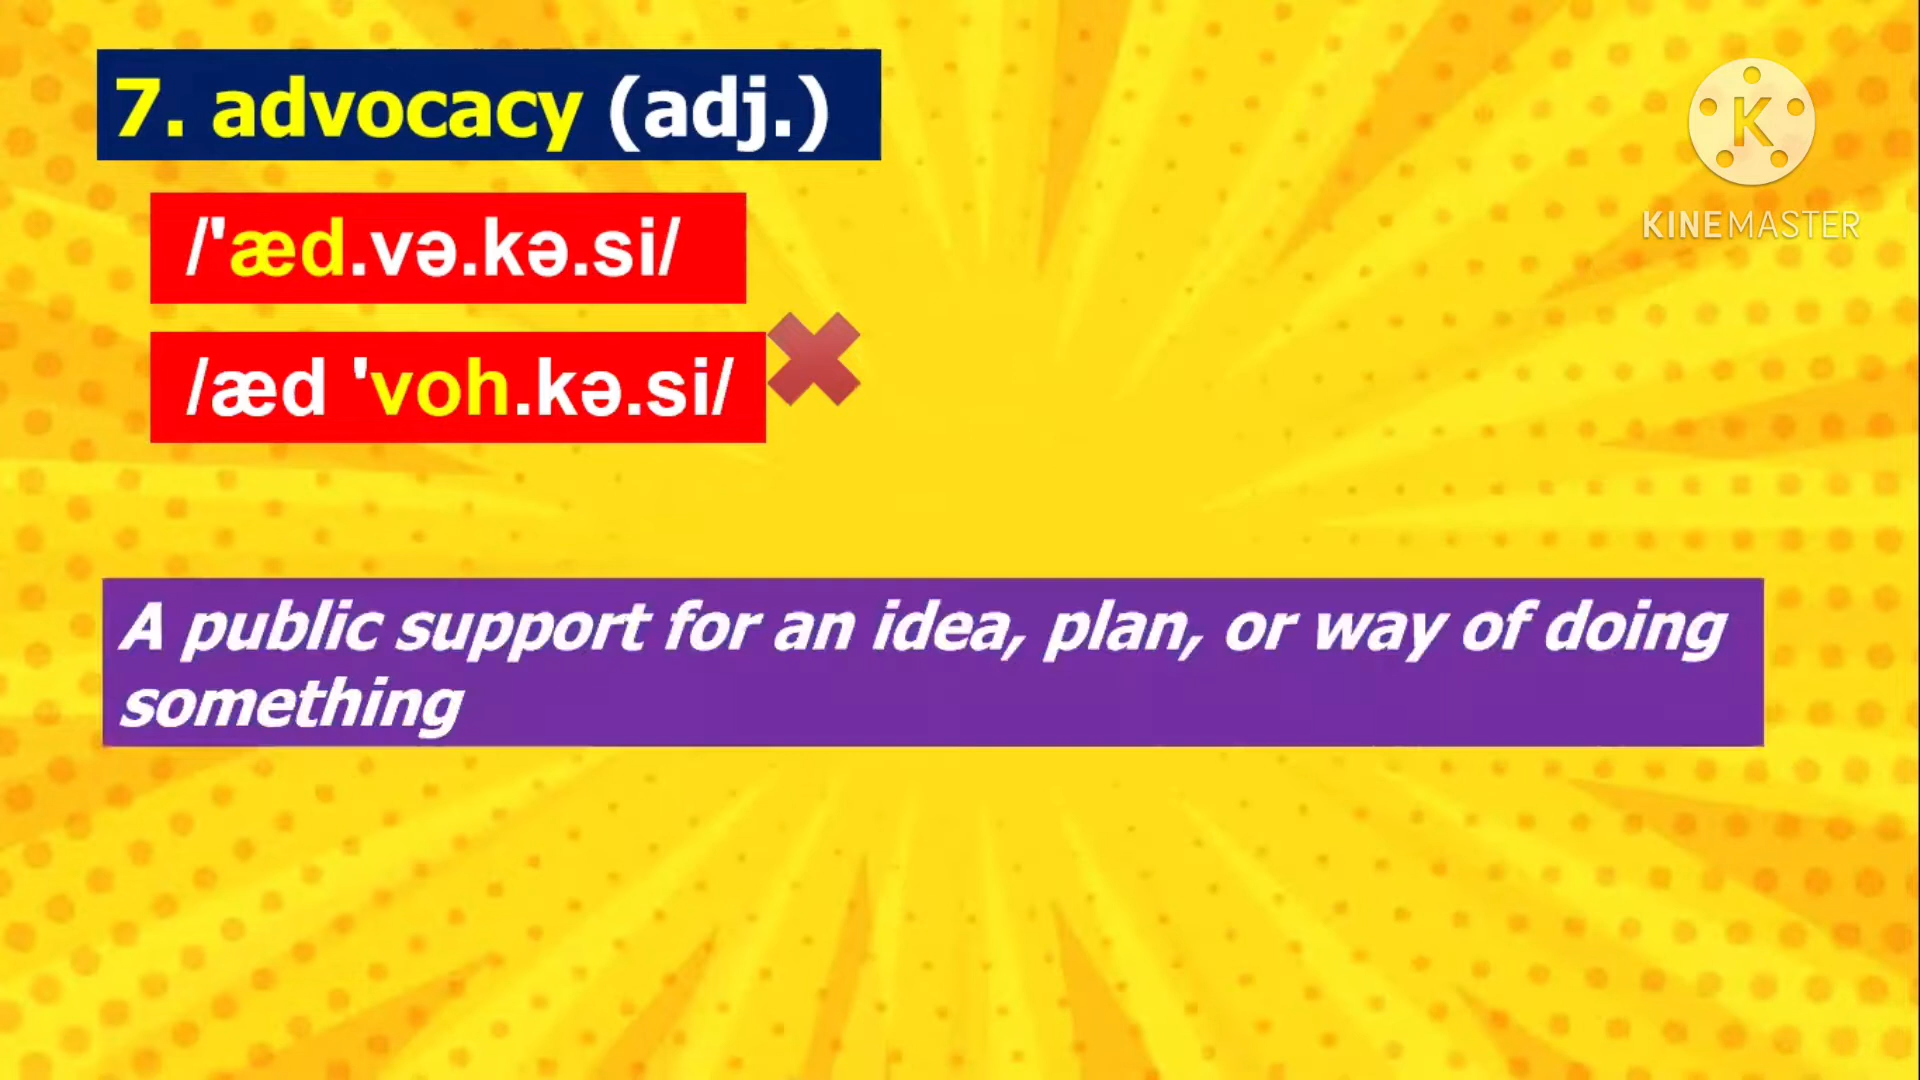 7. advocacy (adj.)
K
KINEMASTER
/'æd.və.kə.si/
/æd 'voh.kə.si/
A public support for an idea, plan, or way of doing
something